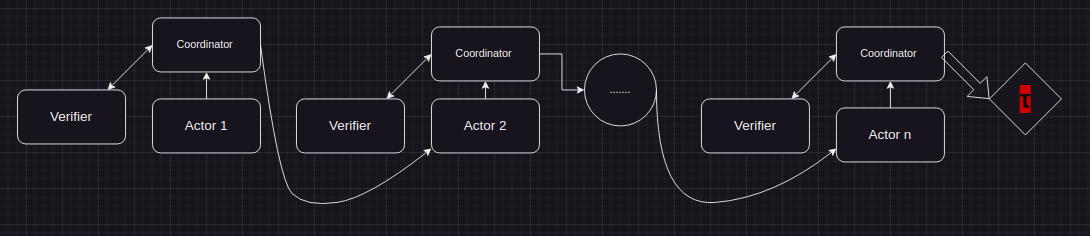 Coordinator
Verifier
Actor 1
Coordinator
Verifier
Actor 2
.......
Coordinator
Verifier
Actor n